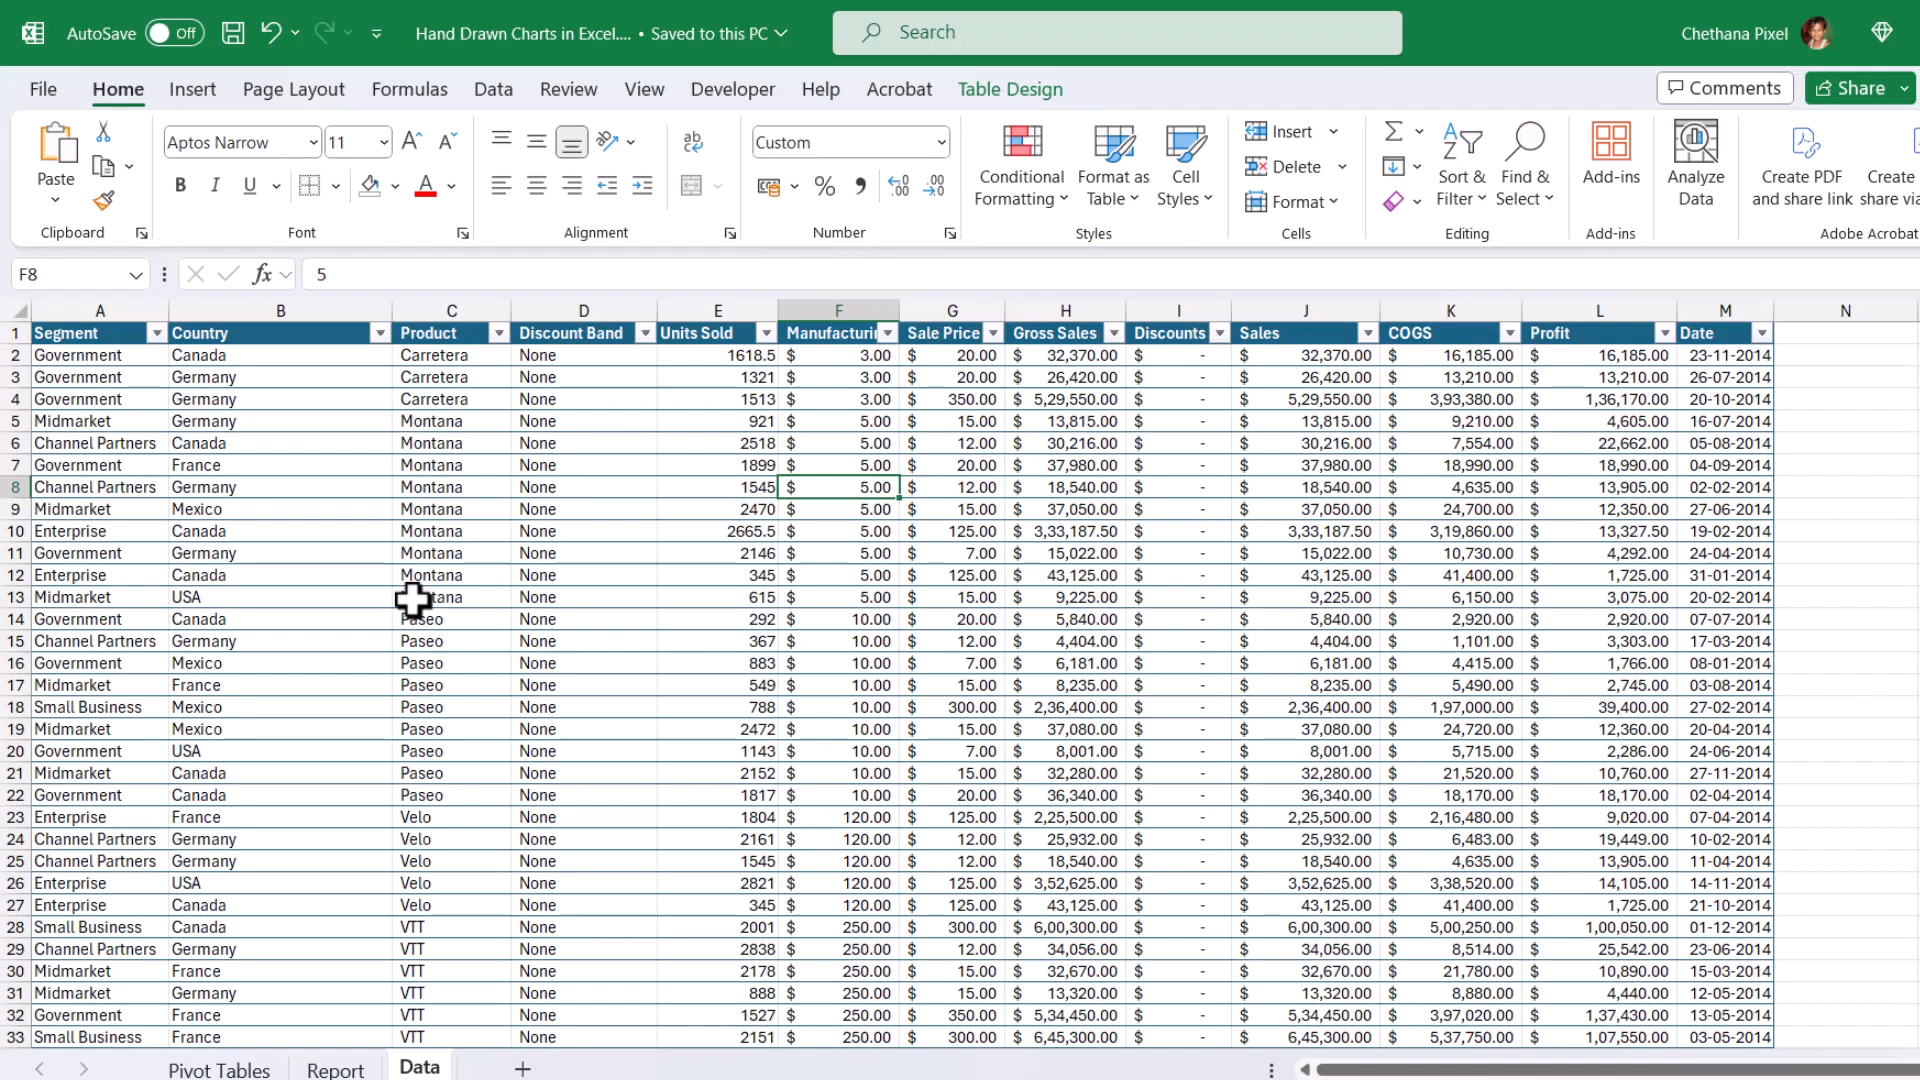 AutoSave Off Hand Drawn Charts in Excel.... • Saved to this PC Search Chethana Pixel
File Home Insert Page Layout Formulas Data Review View Developer Help Acrobat Table Design Comments Share
Paste Aptos Narrow 11 Custom Conditional Formatting Format as Table Cell Styles Insert Delete Format Sort & Filter Find & Select Add-ins Analyze Data Create PDF and share link Create share via
Clipboard Font Alignment Number Styles Cells Editing Add-ins Adobe Acrobat
F8 fx 5
A B C D E F G H I J K L M N
1 Segment Country Product Discount Band Units Sold Manufacturi Sale Price Gross Sales Discounts Sales COGS Profit Date
2 Government Canada Carretera None 1618.5 $ 3.00 $ 20.00 $ 32,370.00 $ - $ 32,370.00 $ 16,185.00 $ 16,185.00 23-11-2014
3 Government Germany Carretera None 1321 $ 3.00 $ 20.00 $ 26,420.00 $ - $ 26,420.00 $ 13,210.00 $ 13,210.00 26-07-2014
4 Government Germany Carretera None 1513 $ 3.00 $ 350.00 $ 5,29,550.00 $ - $ 5,29,550.00 $ 3,93,380.00 $ 1,36,170.00 20-10-2014
5 Midmarket Germany Montana None 921 $ 5.00 $ 15.00 $ 13,815.00 $ - $ 13,815.00 $ 9,210.00 $ 4,605.00 16-07-2014
6 Channel Partners Canada Montana None 2518 $ 5.00 $ 12.00 $ 30,216.00 $ - $ 30,216.00 $ 7,554.00 $ 22,662.00 05-08-2014
7 Government France Montana None 1899 $ 5.00 $ 20.00 $ 37,980.00 $ - $ 37,980.00 $ 18,990.00 $ 18,990.00 04-09-2014
8 Channel Partners Germany Montana None 1545 $ 5.00 $ 12.00 $ 18,540.00 $ - $ 18,540.00 $ 4,635.00 $ 13,905.00 02-02-2014
9 Midmarket Mexico Montana None 2470 $ 5.00 $ 15.00 $ 37,050.00 $ - $ 37,050.00 $ 24,700.00 $ 12,350.00 27-06-2014
10 Enterprise Canada Montana None 2665.5 $ 5.00 $ 125.00 $ 3,33,187.50 $ - $ 3,33,187.50 $ 3,19,860.00 $ 13,327.50 19-02-2014
11 Government Germany Montana None 2146 $ 5.00 $ 7.00 $ 15,022.00 $ - $ 15,022.00 $ 10,730.00 $ 4,292.00 24-04-2014
12 Enterprise Canada Montana None 345 $ 5.00 $ 125.00 $ 43,125.00 $ - $ 43,125.00 $ 41,400.00 $ 1,725.00 31-01-2014
13 Midmarket USA tana None 615 $ 5.00 $ 15.00 $ 9,225.00 $ - $ 9,225.00 $ 6,150.00 $ 3,075.00 20-02-2014
14 Government Canada Paseo None 292 $ 10.00 $ 20.00 $ 5,840.00 $ - $ 5,840.00 $ 2,920.00 $ 2,920.00 07-07-2014
15 Channel Partners Germany Paseo None 367 $ 10.00 $ 12.00 $ 4,404.00 $ - $ 4,404.00 $ 1,101.00 $ 3,303.00 17-03-2014
16 Government Mexico Paseo None 883 $ 10.00 $ 7.00 $ 6,181.00 $ - $ 6,181.00 $ 4,415.00 $ 1,766.00 08-01-2014
17 Midmarket France Paseo None 549 $ 10.00 $ 15.00 $ 8,235.00 $ - $ 8,235.00 $ 5,490.00 $ 2,745.00 03-08-2014
18 Small Business Mexico Paseo None 788 $ 10.00 $ 300.00 $ 2,36,400.00 $ - $ 2,36,400.00 $ 1,97,000.00 $ 39,400.00 27-02-2014
19 Midmarket Mexico Paseo None 2472 $ 10.00 $ 15.00 $ 37,080.00 $ - $ 37,080.00 $ 24,720.00 $ 12,360.00 20-04-2014
20 Government USA Paseo None 1143 $ 10.00 $ 7.00 $ 8,001.00 $ - $ 8,001.00 $ 5,715.00 $ 2,286.00 24-06-2014
21 Midmarket Canada Paseo None 2152 $ 10.00 $ 15.00 $ 32,280.00 $ - $ 32,280.00 $ 21,520.00 $ 10,760.00 27-11-2014
22 Government Canada Paseo None 1817 $ 10.00 $ 20.00 $ 36,340.00 $ - $ 36,340.00 $ 18,170.00 $ 18,170.00 02-04-2014
23 Enterprise France Velo None 1804 $ 120.00 $ 125.00 $ 2,25,500.00 $ - $ 2,25,500.00 $ 2,16,480.00 $ 9,020.00 07-04-2014
24 Channel Partners Germany Velo None 2161 $ 120.00 $ 12.00 $ 25,932.00 $ - $ 25,932.00 $ 6,483.00 $ 19,449.00 10-02-2014
25 Channel Partners Germany Velo None 1545 $ 120.00 $ 12.00 $ 18,540.00 $ - $ 18,540.00 $ 4,635.00 $ 13,905.00 11-04-2014
26 Enterprise USA Velo None 2821 $ 120.00 $ 125.00 $ 3,52,625.00 $ - $ 3,52,625.00 $ 3,38,520.00 $ 14,105.00 14-11-2014
27 Enterprise Canada Velo None 345 $ 120.00 $ 125.00 $ 43,125.00 $ - $ 43,125.00 $ 41,400.00 $ 1,725.00 21-10-2014
28 Small Business Canada VTT None 2001 $ 250.00 $ 300.00 $ 6,00,300.00 $ - $ 6,00,300.00 $ 5,00,250.00 $ 1,00,050.00 01-12-2014
29 Channel Partners Germany VTT None 2838 $ 250.00 $ 12.00 $ 34,056.00 $ - $ 34,056.00 $ 8,514.00 $ 25,542.00 23-06-2014
30 Midmarket France VTT None 2178 $ 250.00 $ 15.00 $ 32,670.00 $ - $ 32,670.00 $ 21,780.00 $ 10,890.00 15-03-2014
31 Midmarket Germany VTT None 888 $ 250.00 $ 15.00 $ 13,320.00 $ - $ 13,320.00 $ 8,880.00 $ 4,440.00 12-05-2014
32 Government France VTT None 1527 $ 250.00 $ 350.00 $ 5,34,450.00 $ - $ 5,34,450.00 $ 3,97,020.00 $ 1,37,430.00 13-05-2014
33 Small Business France VTT None 2151 $ 250.00 $ 300.00 $ 6,45,300.00 $ - $ 6,45,300.00 $ 5,37,750.00 $ 1,07,550.00 03-05-2014
Pivot Tables Report Data